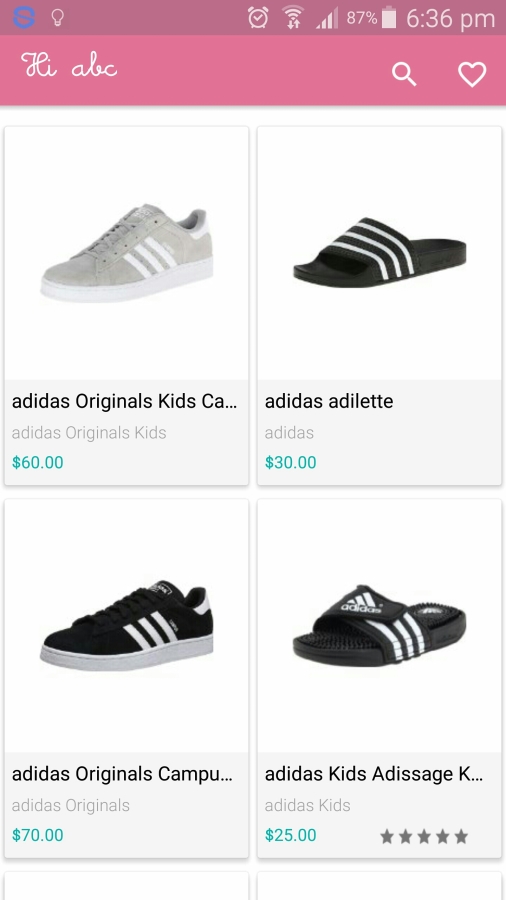 87% 6:36 pm
Hi abc
adidas Originals Kids Ca...
adidas Originals Kids
$60.00
adidas adilette
adidas
$30.00
adidas
adidas Originals Campu...
adidas Originals
$70.00
adidas Kids Adissage K...
adidas Kids
$25.00